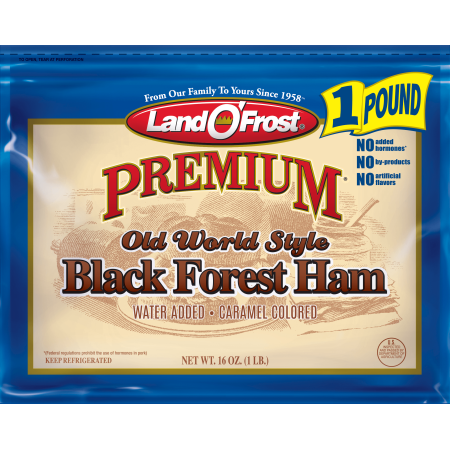 From Our Family To Yours Since 1958™
Land O'Frost®
1 POUND
NO added hormones*
NO by-products
NO artificial flavors
PREMIUM®
Old World Style
Black Forest Ham
WATER ADDED • CARAMEL COLORED
*(Federal regulations prohibit the use of hormones in pork)
KEEP REFRIGERATED
NET WT. 16 OZ. (1 LB.)